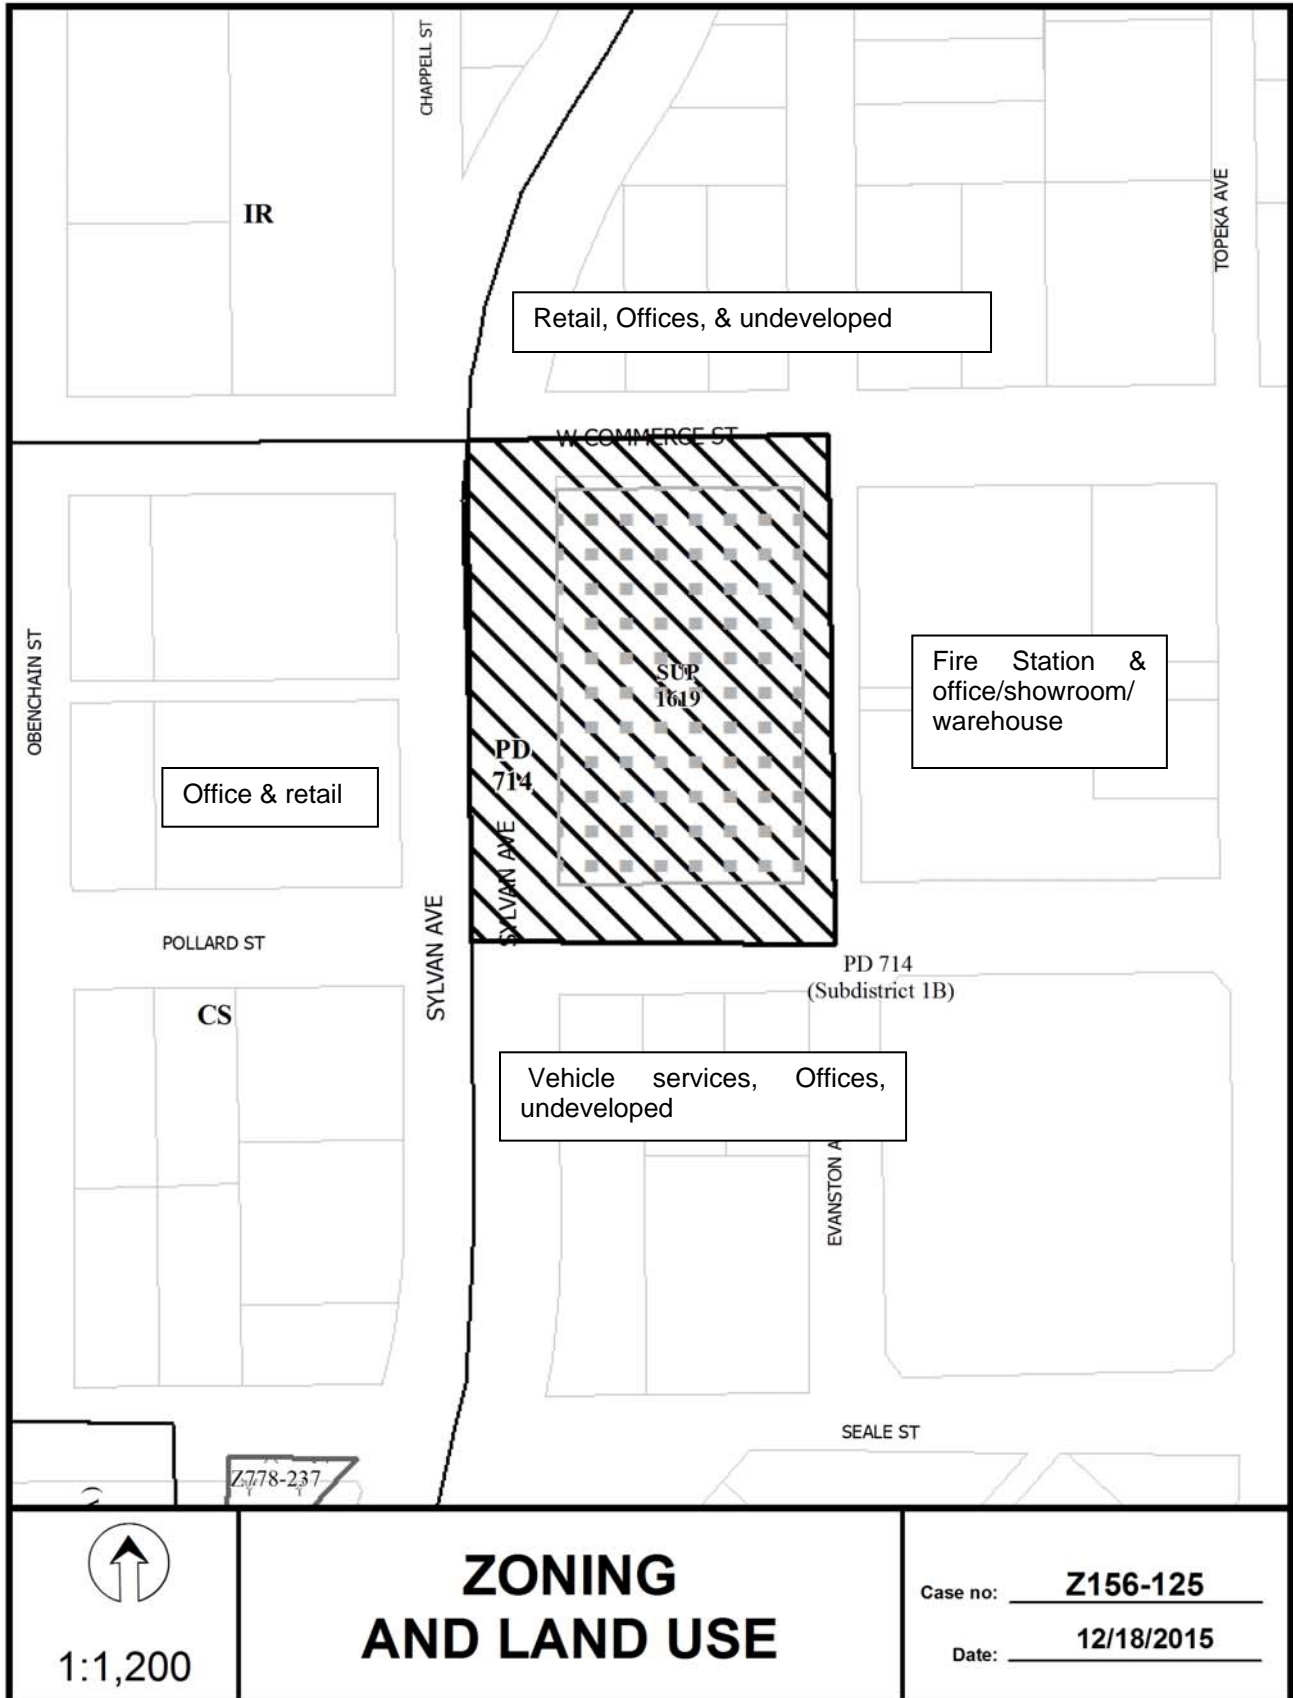 CHAPPELL ST
IR
TOPEKA AVE
Retail, Offices, & undeveloped
W COMMERCE ST
OBENCHAIN ST
SUP
1619
Fire Station &
office/showroom/
warehouse
PD
714
Office & retail
SYLVAN AVE
SYLVAN AVE
POLLARD ST
PD 714
(Subdistrict 1B)
CS
Vehicle services, Offices,
undeveloped
EVANSTON
SEALE ST
Z778-237
1:1,200
ZONING
AND LAND USE
Case no: Z156-125
Date: 12/18/2015